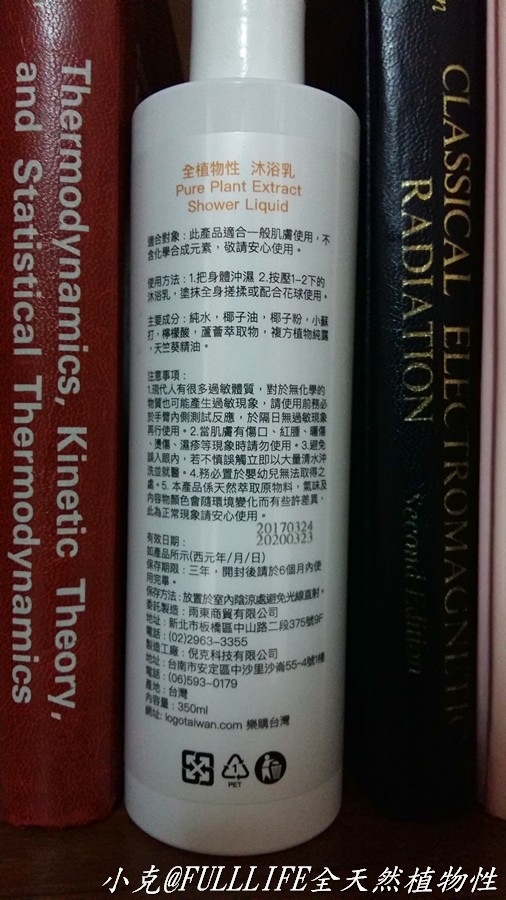 Thermodynamics, Kinetic Theory,
and Statistical Thermodynamics
全植物性 沐浴乳
Pure Plant Extract
Shower Liquid
適合對象：此產品適合一般肌膚使用，不
含化學合成元素，敬請安心使用。
使用方法：1.把身體沖濕 2.按壓1~2下的
沐浴乳，塗抹全身搓揉或配合花球使用。
主要成分：純水，椰子油，椰子粉，小蘇
打，檸檬酸，蘆薈萃取物，複方植物純露
，天竺葵精油。
注意事項：
1.現代人有很多過敏體質，對於無化學的
物質也可能產生過敏現象，請使用前務必
於手臂內側測試反應，於隔日無過敏現象
再行使用。2.當肌膚有傷口、紅腫、曬傷
、燙傷、濕疹等現象時請勿使用。3.避免
誤入眼內，若不慎誤觸立即以大量清水沖
洗並就醫。4.務必置於嬰幼兒無法取得之
處。5.本產品係天然萃取原物料，氣味及
內容物顏色會隨環境變化而有些許差異，
此為正常現象請安心使用。
20170324
20200323
有效日期：
如產品所示(西元年/月/日)
保存期限：三年，開封後請於6個月內使
用完畢。
保存方法：放置於室內陰涼處避免光線直射。
委託製造：雨東商貿有限公司
地址：新北市板橋區中山路二段375號9F
電話：(02)2963-3355
製造工廠：倪克科技有限公司
地址：台南市安定區中沙里沙崙55-4號1樓
電話：(06)593-0179
產地：台灣
內容量：350ml
網址：logotaiwan.com 樂購台灣
1
PET
CLASSICAL ELECTROMAGNETIC
RADIATION
Second Edition
小克@FULLLIFE全天然植物性